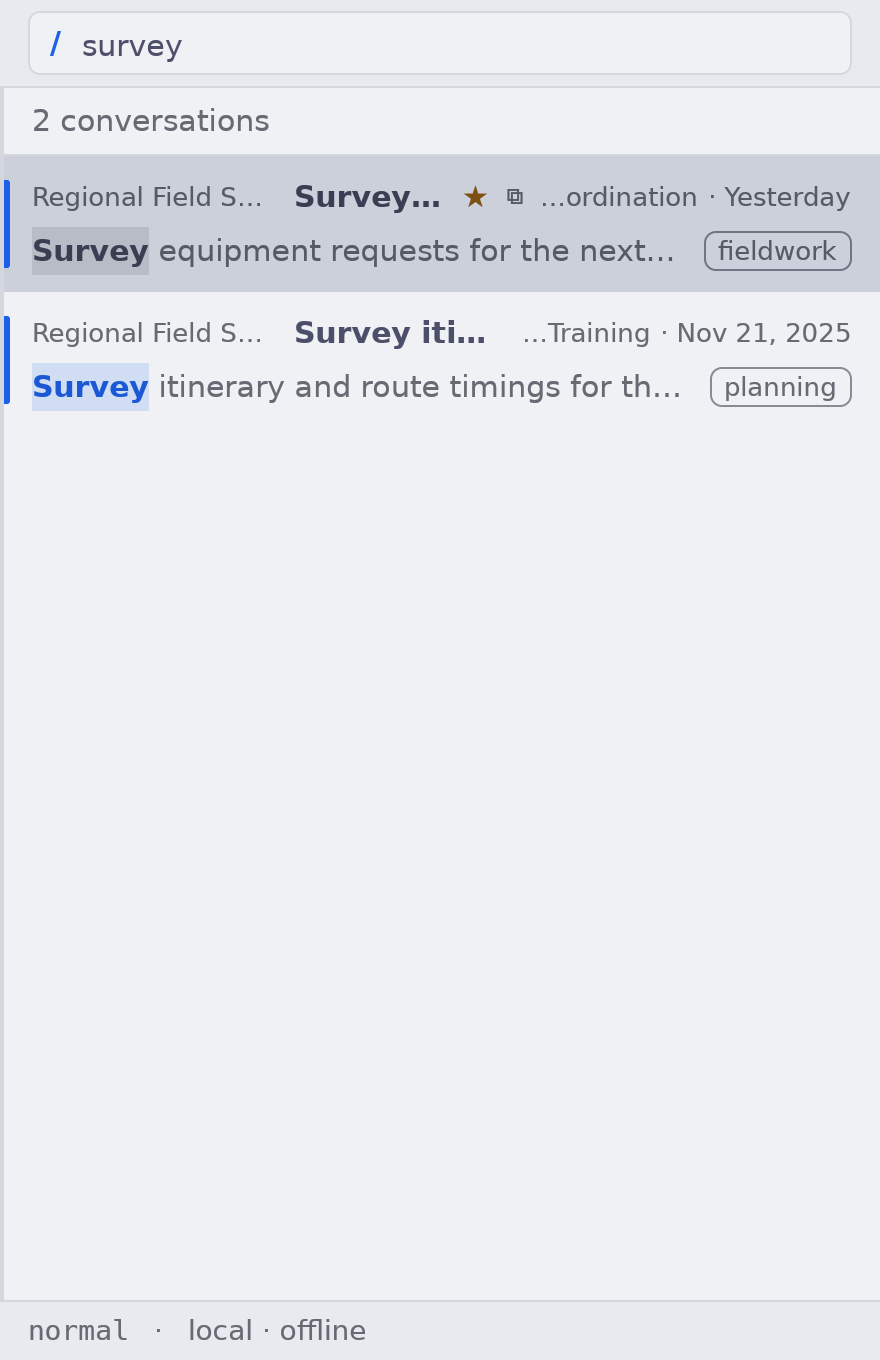 / survey
2 conversations
Regional Field S… Survey… ★ ⧉ …ordination · Yesterday
Survey equipment requests for the next… fieldwork
Regional Field S… Survey iti… …Training · Nov 21, 2025
Survey itinerary and route timings for th… planning
normal · local · offline